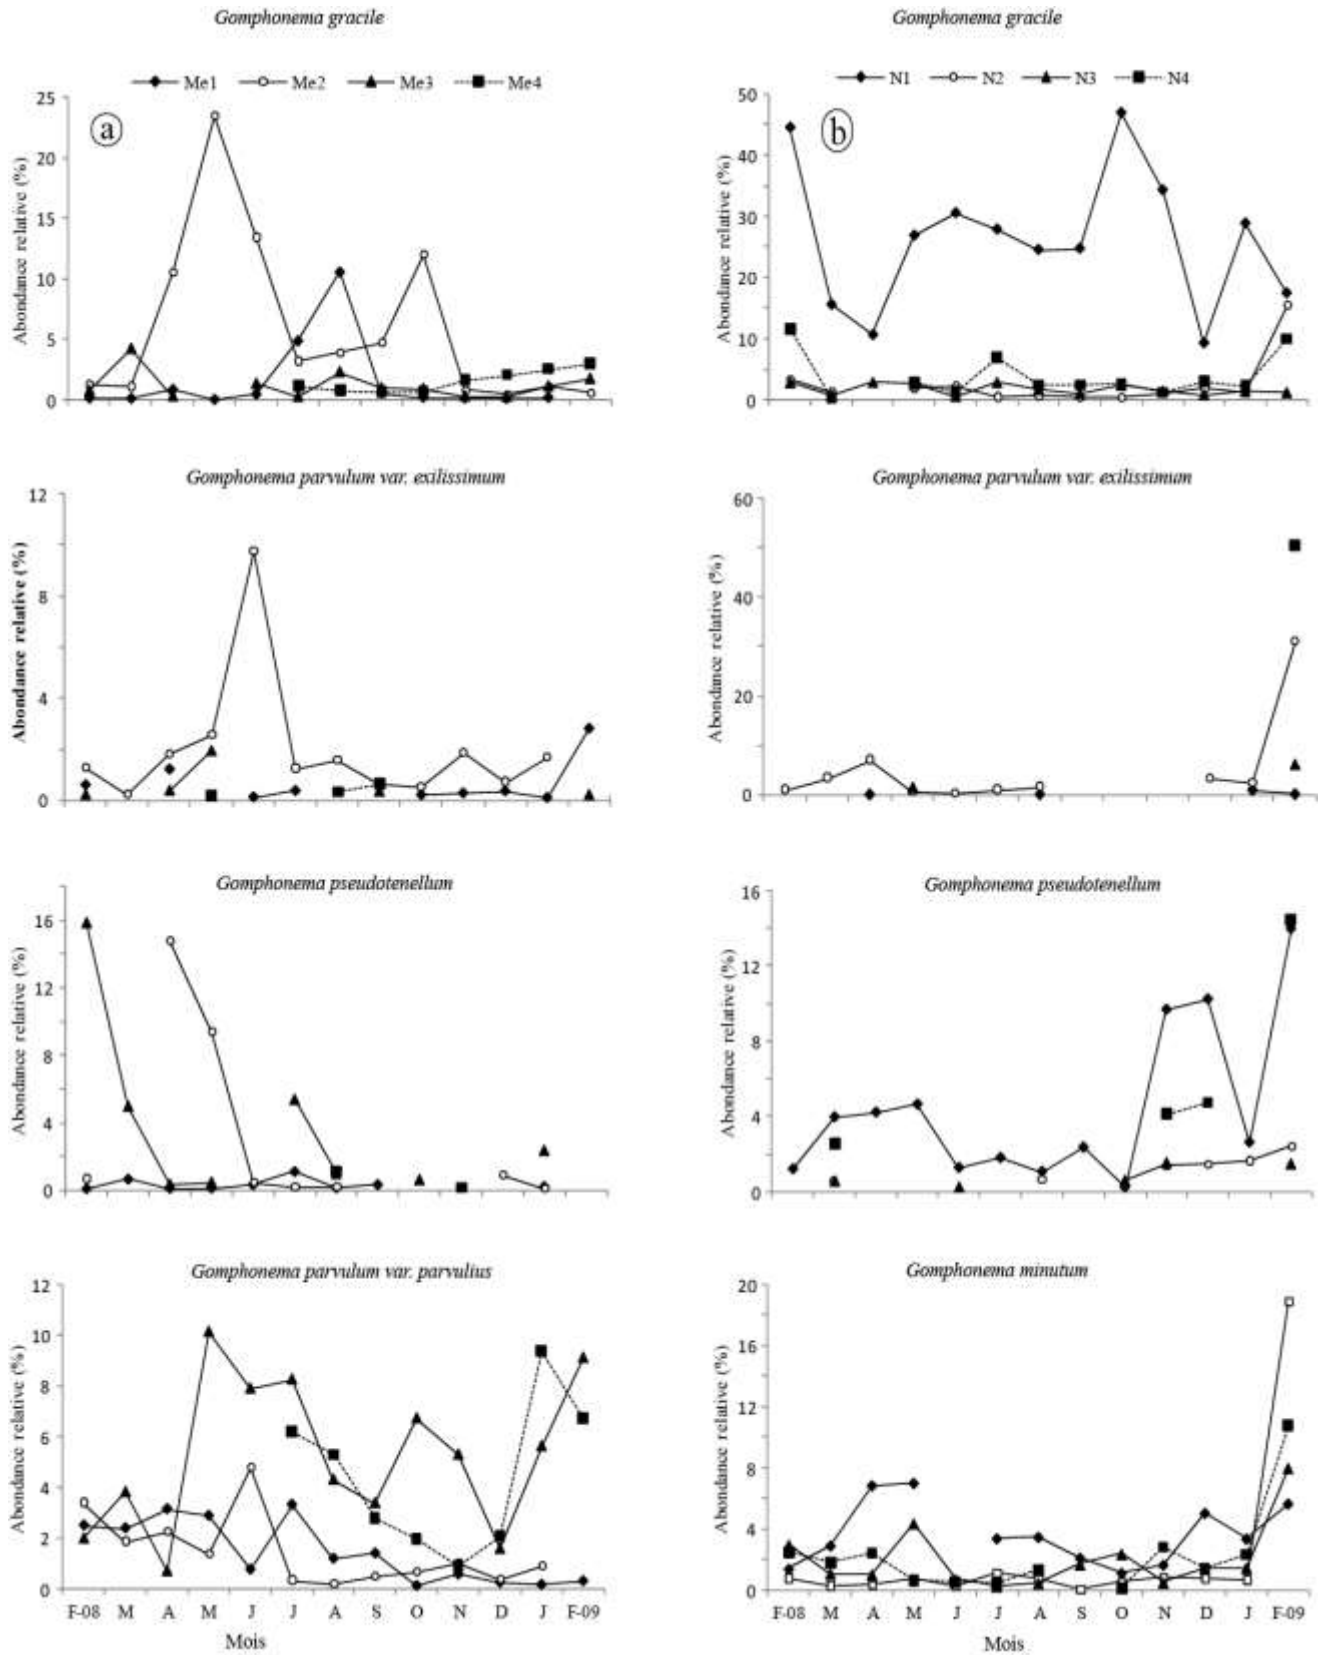 Gomphonema gracile
Me1 Me2 Me3 Me4
a
25
20
15
10
5
0
Abondance relative (%)
Gomphonema gracile
N1 N2 N3 N4
b
50
40
30
20
10
0
Abondance relative (%)
Gomphonema parvulum var. exilissimum
12
8
4
0
Abondance relative (%)
Gomphonema parvulum var. exilissimum
60
40
20
0
Abondance relative (%)
Gomphonema pseudotenellum
16
12
8
4
0
Abondance relative (%)
Gomphonema pseudotenellum
16
12
8
4
0
Abondance relative (%)
Gomphonema parvulum var. parvulius
12
10
8
6
4
2
0
Abondance relative (%)
F-08 M A M J J A S O N D J F-09
Mois
Gomphonema minutum
20
16
12
8
4
0
Abondance relative (%)
F-08 M A M J J A S O N D J F-09
Mois